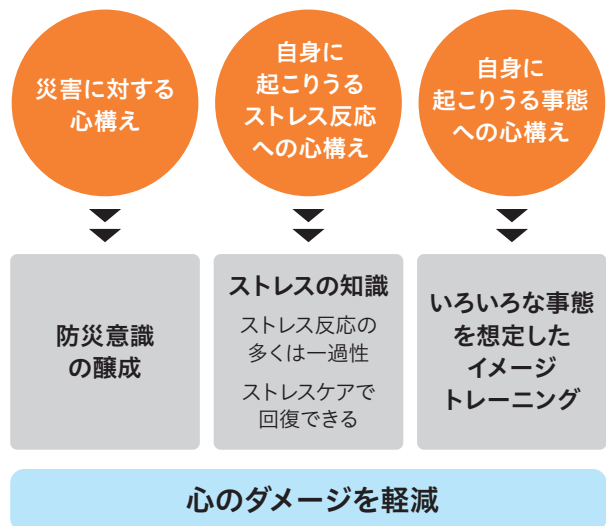 災害に対する
心構え
自身に
起こりうる
ストレス反応
への心構え
自身に
起こりうる事態
への心構え
防災意識
の醸成
ストレスの知識
ストレス反応の
多くは一過性
ストレスケアで
回復できる
いろいろな事態
を想定した
イメージ
トレーニング
心のダメージを軽減